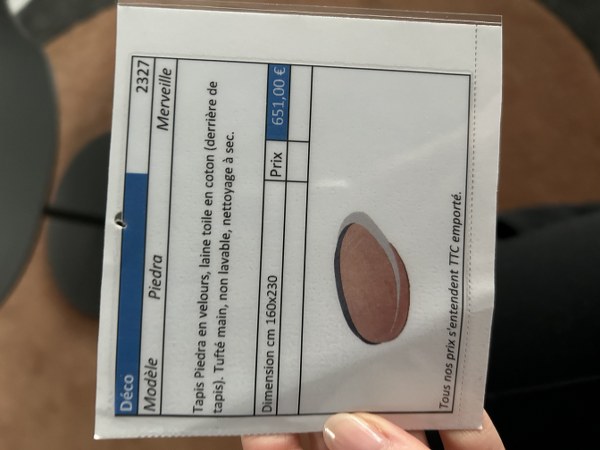 Déco 2327
Modèle Piedra Merveille
Tapis Piedra en velours, laine toile en coton (derrière de
tapis). Tufté main, non lavable, nettoyage à sec.
Dimension cm 160x230 Prix 651,00 €
Tous nos prix s'entendent TTC emporté.